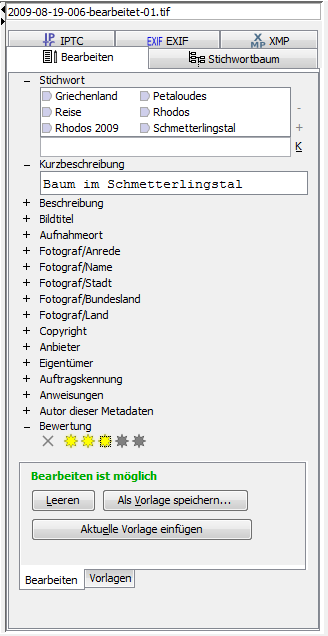 2009-08-19-006-bearbeitet-01.tif
IPTC EXIF EXIF XMP XMP
Bearbeiten Stichwortbaum
Stichwort
Griechenland Petaloudes
Reise Rhodos
Rhodos 2009 Schmetterlingstal
-
+
K
Kurzbeschreibung
Baum im Schmetterlingstal
+ Beschreibung
+ Bildtitel
+ Aufnahmeort
+ Fotograf/Anrede
+ Fotograf/Name
+ Fotograf/Stadt
+ Fotograf/Bundesland
+ Fotograf/Land
+ Copyright
+ Anbieter
+ Eigentümer
+ Auftragskennung
+ Anweisungen
+ Autor dieser Metadaten
Bewertung
Bearbeiten ist möglich
Leeren Als Vorlage speichern...
Aktuelle Vorlage einfügen
Bearbeiten Vorlagen